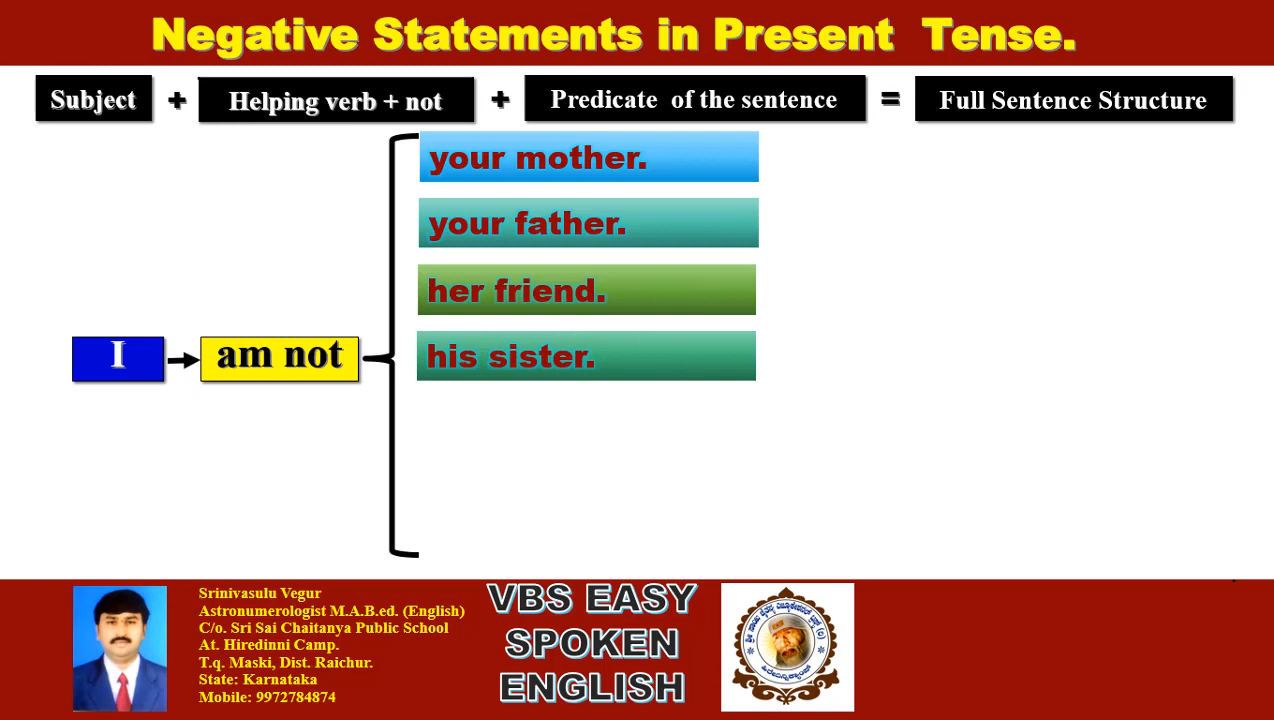 Negative Statements in Present Tense.
Subject + Helping verb + not + Predicate of the sentence = Full Sentence Structure
your mother.
your father.
her friend.
I am not his sister.
Srinivasulu Vegur
Astronumerologist M.A.B.ed. (English)
C/o. Sri Sai Chaitanya Public School
At. Hiredinni Camp.
T.q. Maski, Dist. Raichur.
State: Karnataka
Mobile: 9972784874
VBS EASY
SPOKEN
ENGLISH